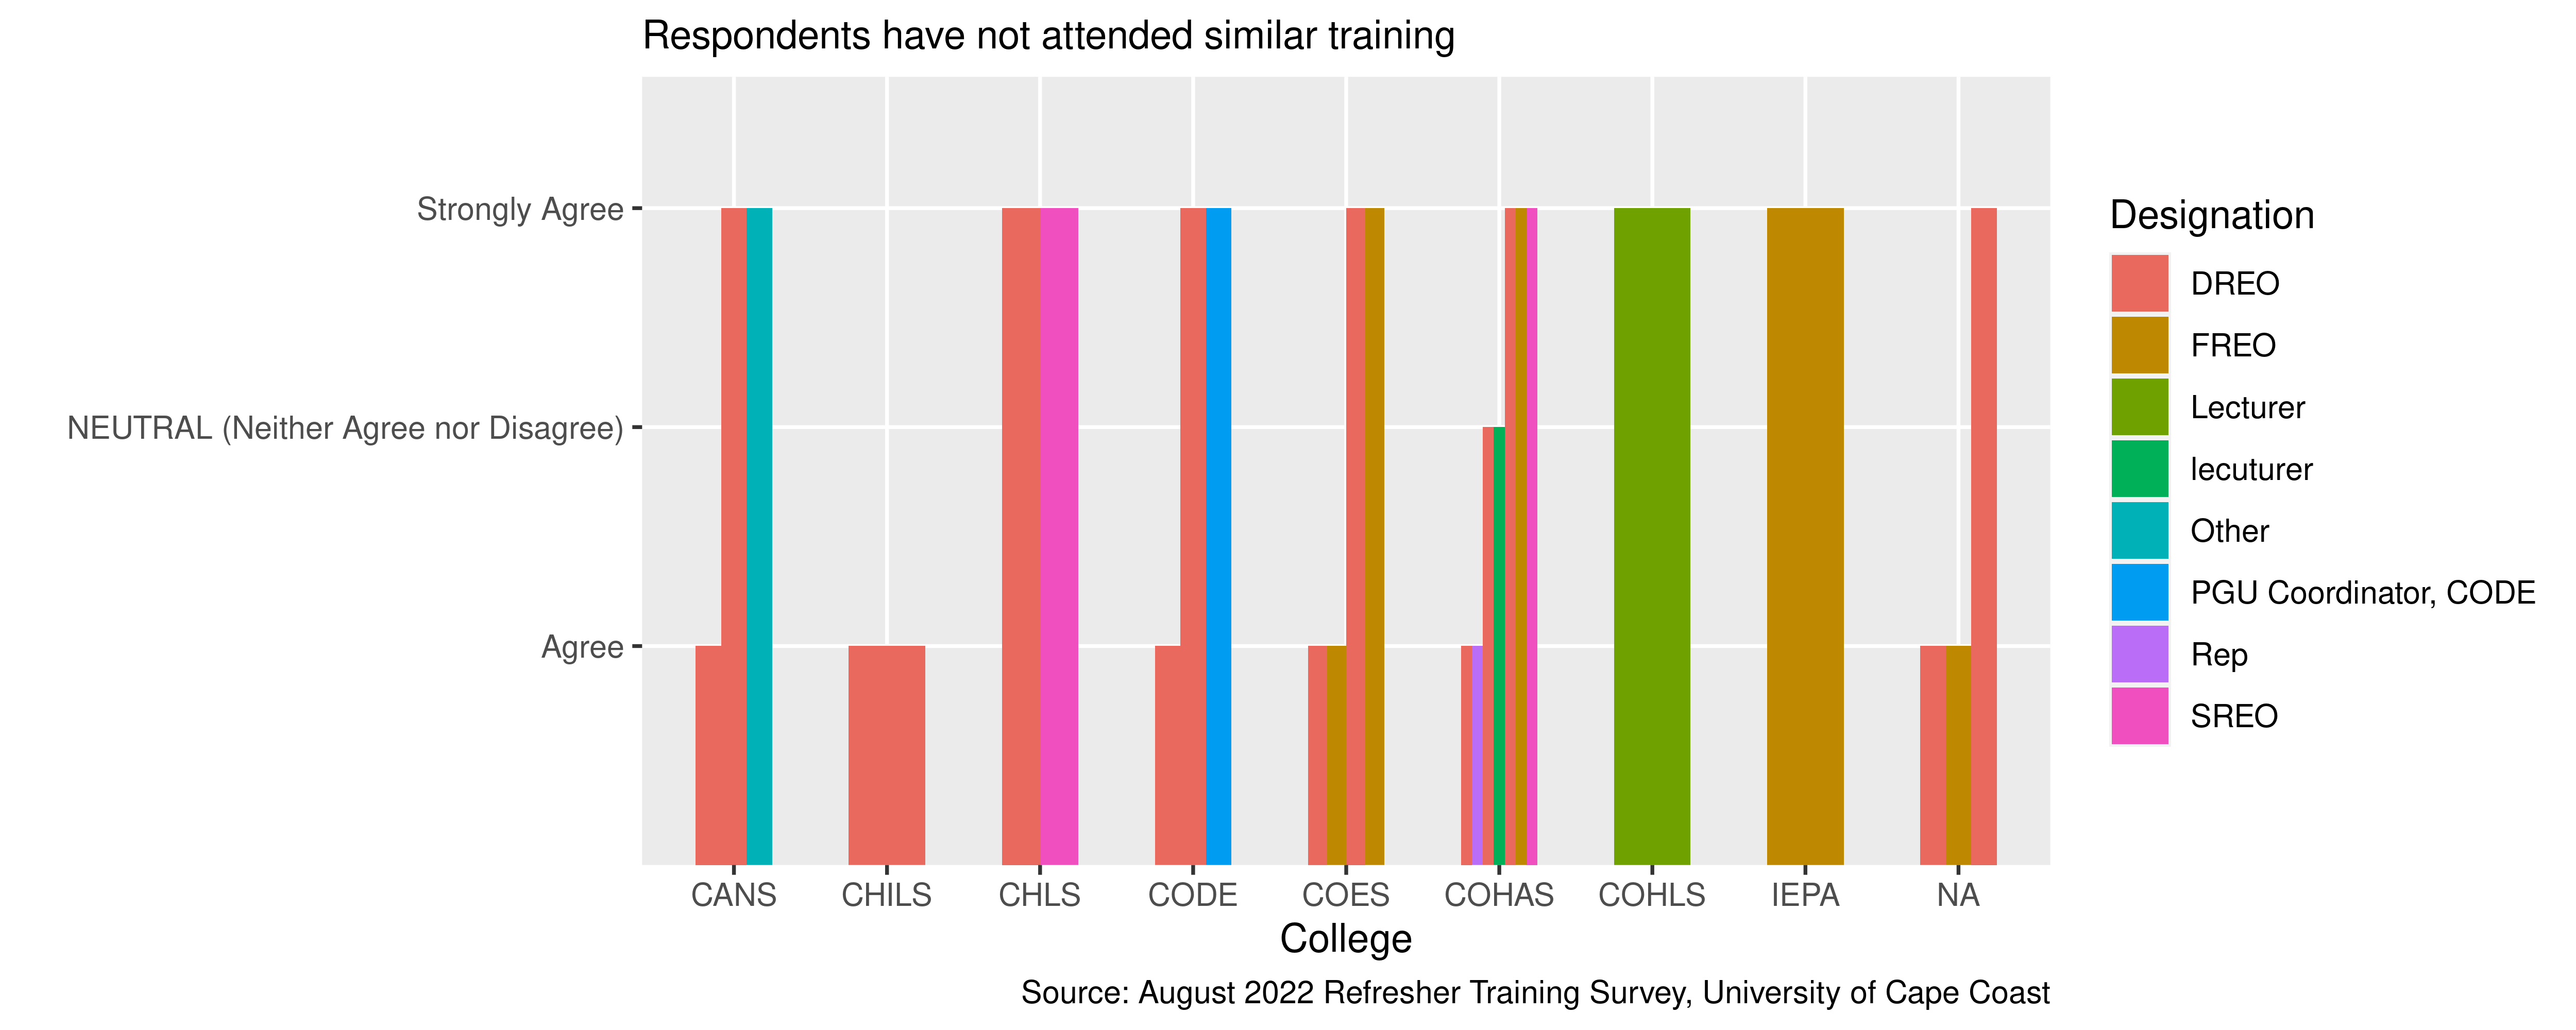 Respondents have not attended similar training
Strongly Agree
NEUTRAL (Neither Agree nor Disagree)
Agree
CANS CHILS CHLS CODE COES COHAS COHLS IEPA NA
College
Source: August 2022 Refresher Training Survey, University of Cape Coast
Designation
DREO
FREO
Lecturer
lecuturer
Other
PGU Coordinator, CODE
Rep
SREO